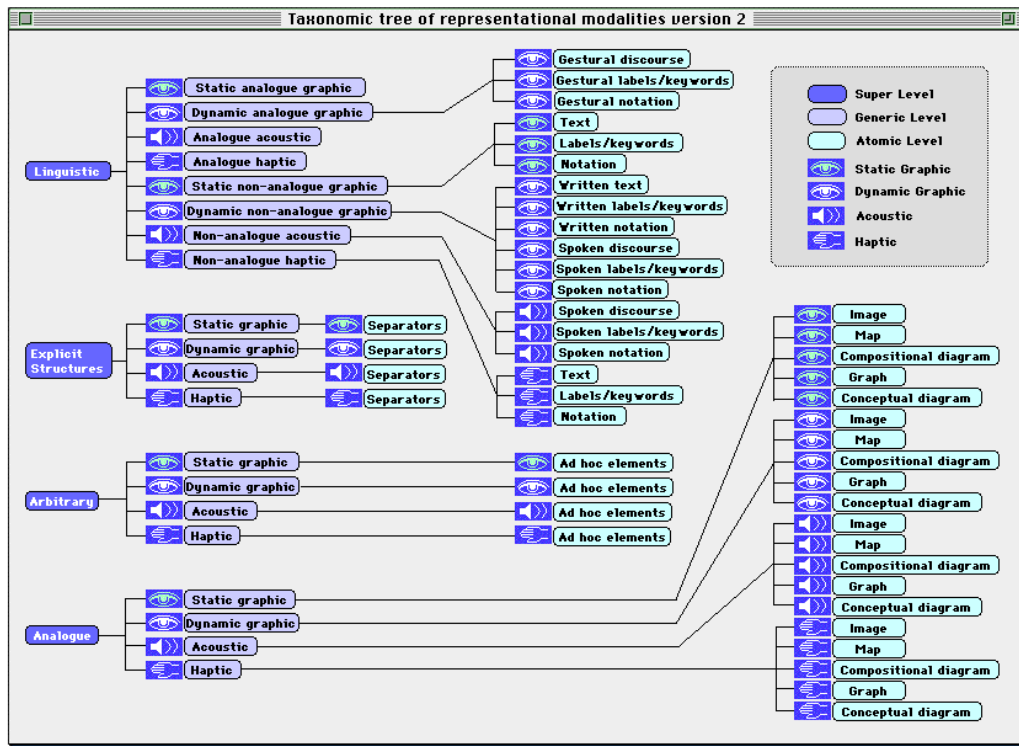 Taxonomic tree of representational modalities version 2
Linguistic
Static analogue graphic
Dynamic analogue graphic
Analogue acoustic
Analogue haptic
Static non-analogue graphic
Dynamic non-analogue graphic
Non-analogue acoustic
Non-analogue haptic
Gestural discourse
Gestural labels/keywords
Gestural notation
Text
Labels/keywords
Notation
Written text
Written labels/keywords
Written notation
Spoken discourse
Spoken labels/keywords
Spoken notation
Spoken discourse
Spoken labels/keywords
Spoken notation
Text
Labels/keywords
Notation
Super Level
Generic Level
Atomic Level
Static Graphic
Dynamic Graphic
Acoustic
Haptic
Explicit
Structures
Static graphic
Separators
Dynamic graphic
Separators
Acoustic
Separators
Haptic
Separators
Arbitrary
Static graphic
Ad hoc elements
Dynamic graphic
Ad hoc elements
Acoustic
Ad hoc elements
Haptic
Ad hoc elements
Analogue
Static graphic
Dynamic graphic
Acoustic
Haptic
Image
Map
Compositional diagram
Graph
Conceptual diagram
Image
Map
Compositional diagram
Graph
Conceptual diagram
Image
Map
Compositional diagram
Graph
Conceptual diagram
Image
Map
Compositional diagram
Graph
Conceptual diagram